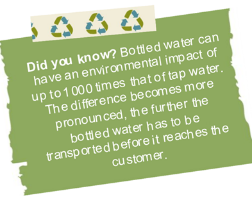 Did you know? Bottled water can
have an environmental impact of
up to 1000 times that of tap water.
The difference becomes more
pronounced, the further the
bottled water has to be
transported before it reaches the
customer.